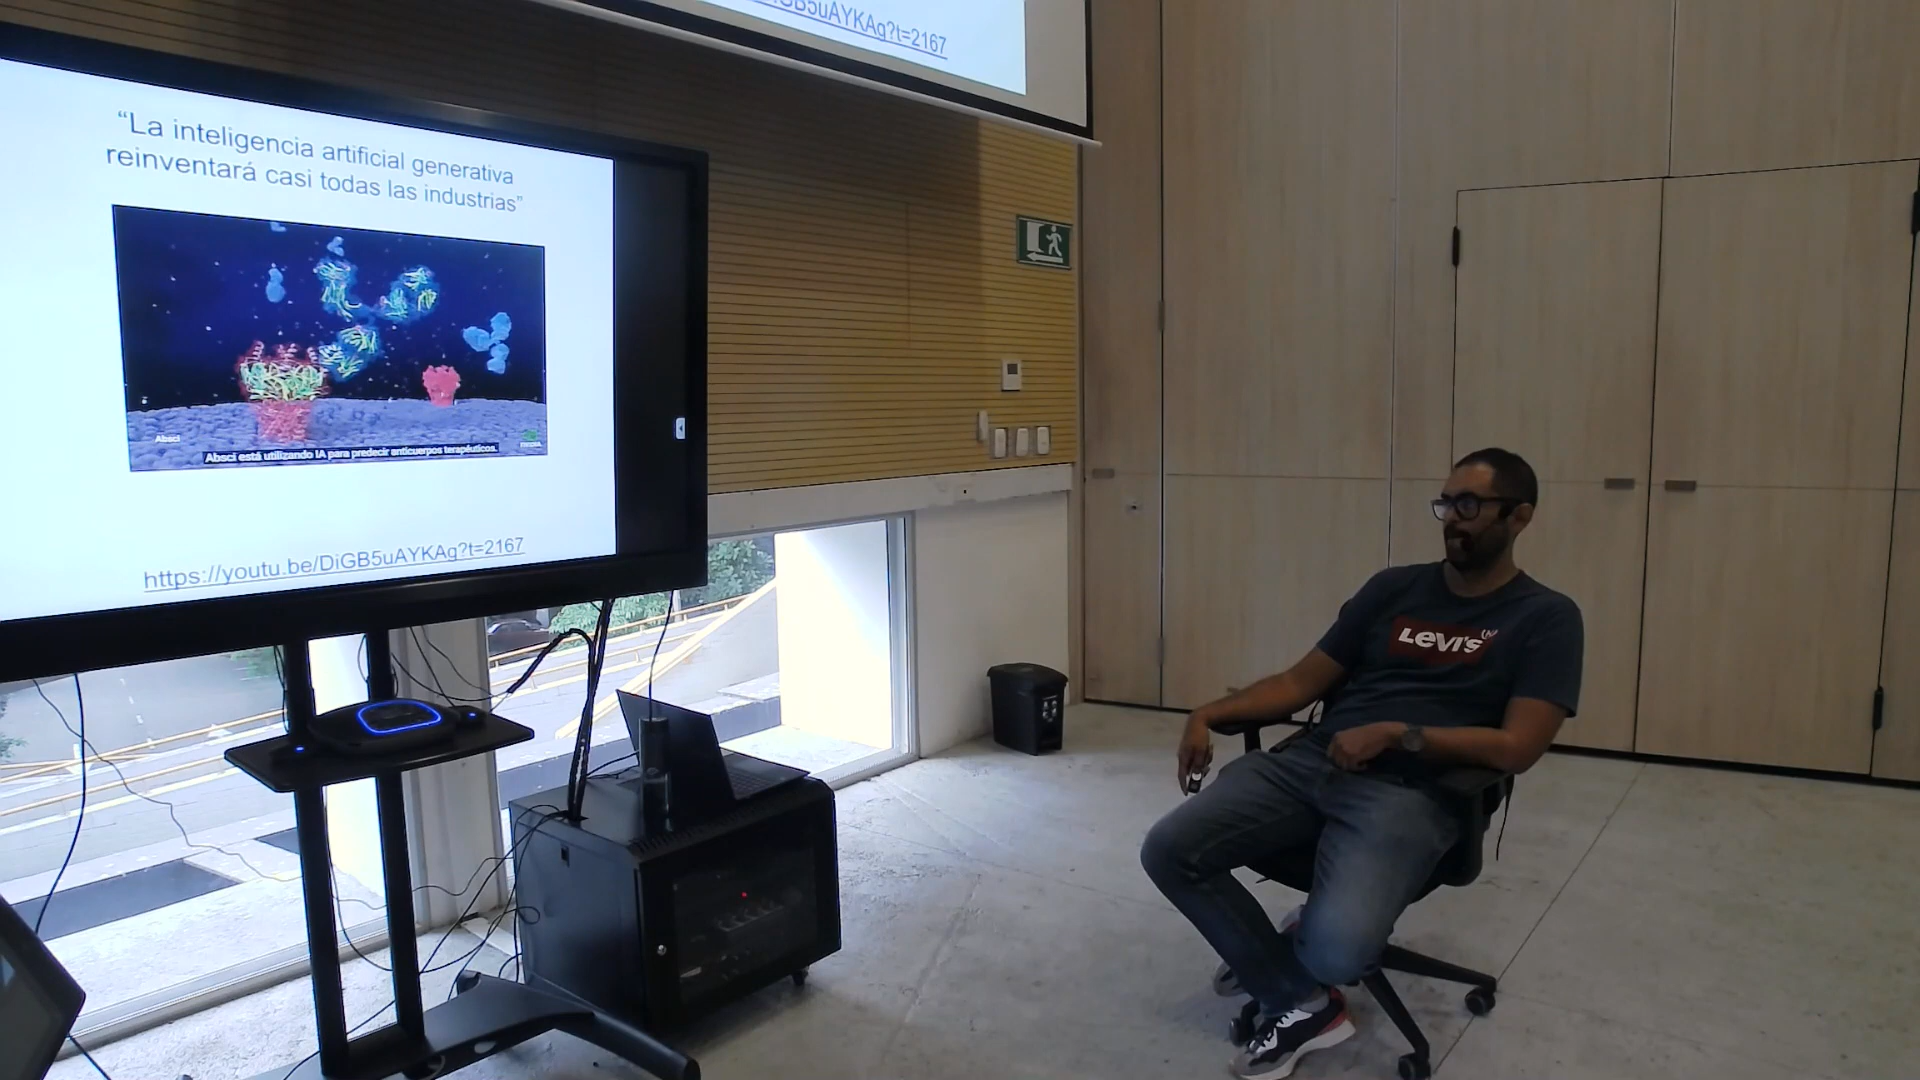 GB5uAYKAg?t=2167
“La inteligencia artificial generativa
reinventará casi todas las industrias”
Absci
Absci está utilizando IA para predecir anticuerpos terapéuticos.
https://youtu.be/DiGB5uAYKAg?t=2167
Levi's